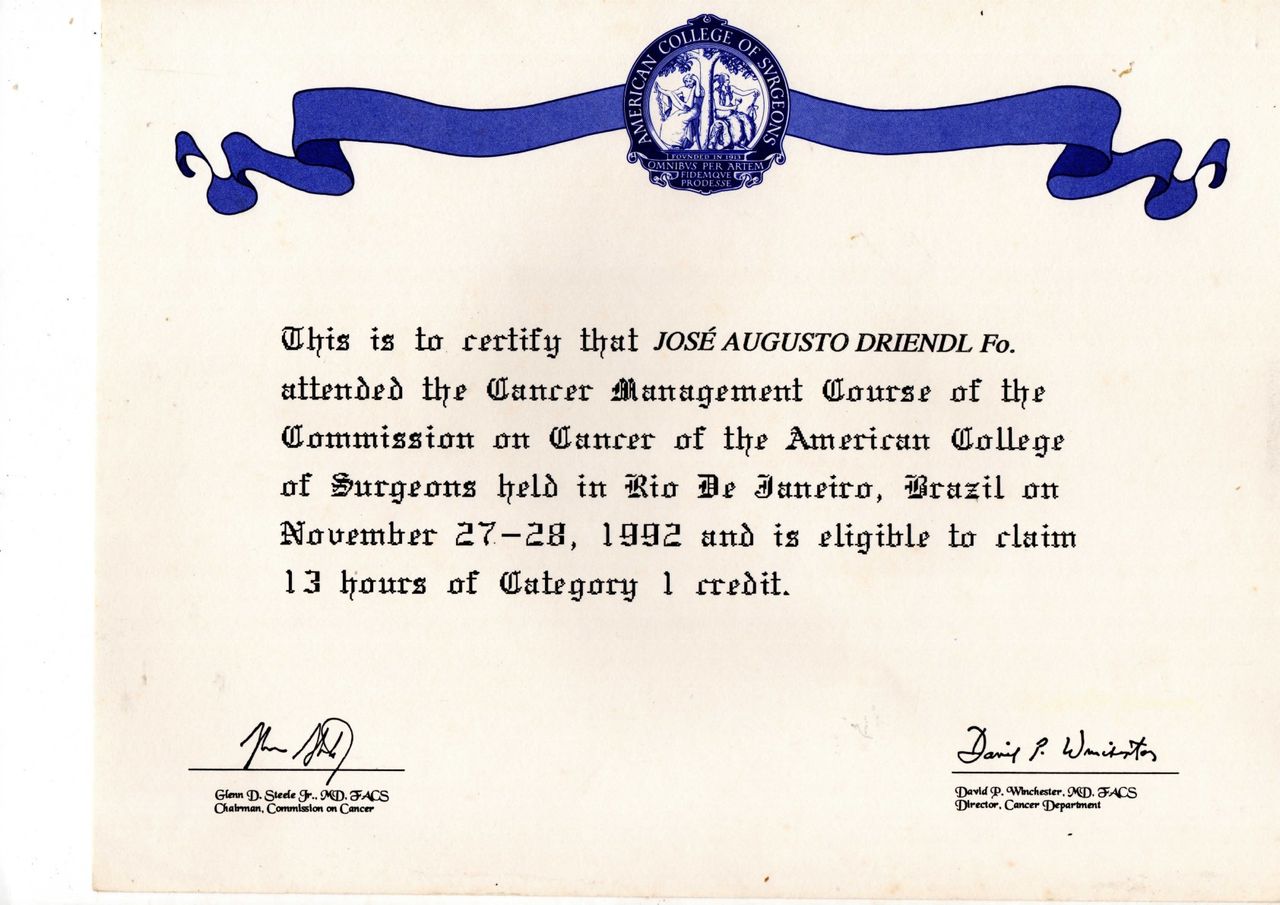 AMERICAN COLLEGE OF SVRGEONS
FOVNDED IN 1913
OMNIBVS PER ARTEM
FIDEMQVE
PRODESSE
This is to certify that JOSÉ AUGUSTO DRIENDL Fo.
attended the Cancer Management Course of the
Commission on Cancer of the American College
of Surgeons held in Rio De Janeiro, Brazil on
November 27-28, 1992 and is eligible to claim
13 hours of Category 1 credit.
David P. Winchester
Glenn D. Steele Jr., MD, FACS
Chairman, Commission on Cancer
David P. Winchester, MD, FACS
Director, Cancer Department